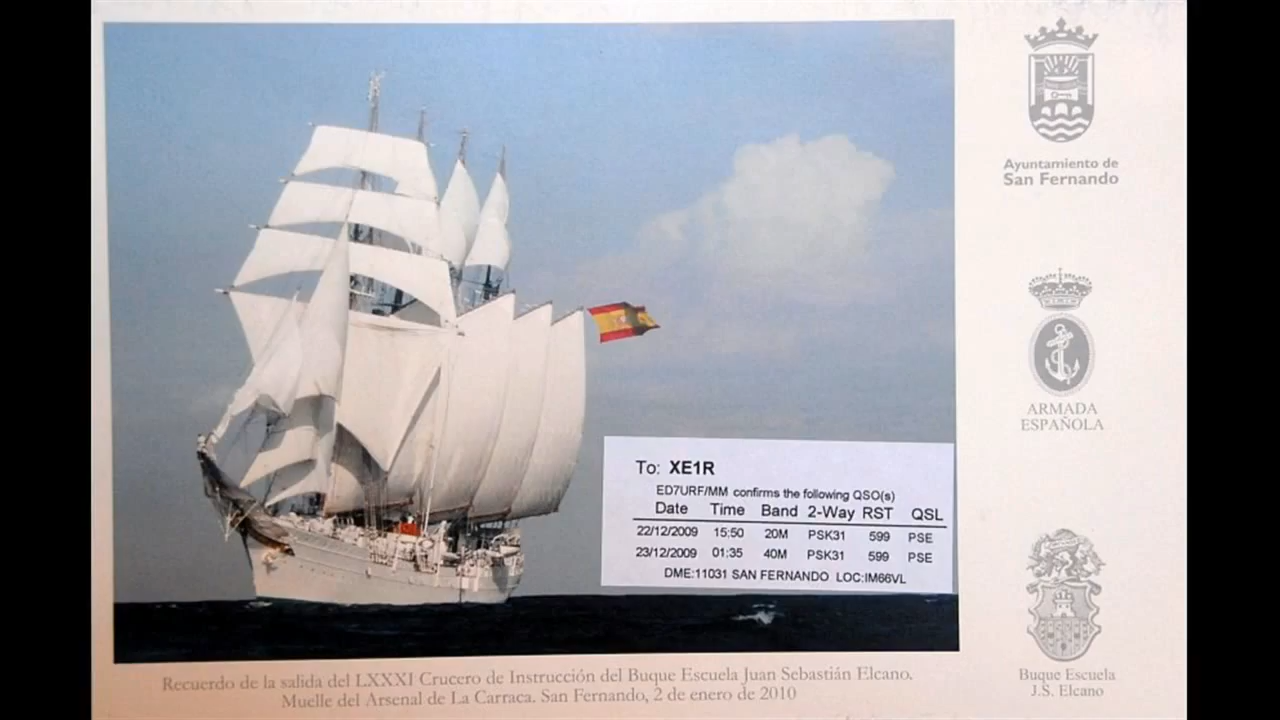 Ayuntamiento de
San Fernando
ARMADA
ESPAÑOLA
To: XE1R
ED7URF/MM confirms the following QSO(s)
Date Time Band 2-Way RST QSL
22/12/2009 15:50 20M PSK31 599 PSE
23/12/2009 01:35 40M PSK31 599 PSE
DME:11031 SAN FERNANDO LOC:IM66VL
Buque Escuela
J.S. Elcano
Recuerdo de la salida del LXXXI Crucero de Instrucción del Buque Escuela Juan Sebastián Elcano.
Muelle del Arsenal de La Carraca. San Fernando, 2 de enero de 2010